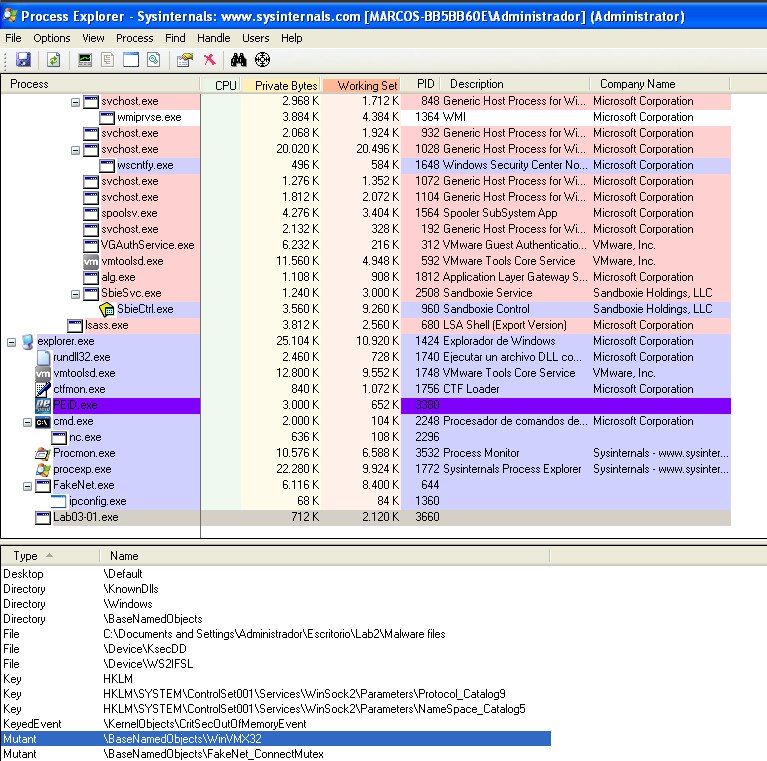 Process Explorer - Sysinternals: www.sysinternals.com [MARCOS-BB5BB60E\Administrador] (Administrator)
File Options View Process Find Handle Users Help
Process CPU Private Bytes Working Set PID Description Company Name
svchost.exe 2.968 K 1.712 K 848 Generic Host Process for Wi... Microsoft Corporation
wmiprvse.exe 3.884 K 4.384 K 1364 WMI Microsoft Corporation
svchost.exe 2.068 K 1.924 K 932 Generic Host Process for Wi... Microsoft Corporation
svchost.exe 20.020 K 20.496 K 1028 Generic Host Process for Wi... Microsoft Corporation
wscntfy.exe 496 K 584 K 1648 Windows Security Center No... Microsoft Corporation
svchost.exe 1.276 K 1.352 K 1072 Generic Host Process for Wi... Microsoft Corporation
svchost.exe 1.812 K 2.072 K 1104 Generic Host Process for Wi... Microsoft Corporation
spoolsv.exe 4.276 K 3.404 K 1564 Spooler SubSystem App Microsoft Corporation
svchost.exe 2.132 K 328 K 192 Generic Host Process for Wi... Microsoft Corporation
VGAuthService.exe 6.232 K 216 K 312 VMware Guest Authenticatio... VMware, Inc.
vm vmtoolsd.exe 11.560 K 4.948 K 592 VMware Tools Core Service VMware, Inc.
alg.exe 1.108 K 908 K 1812 Application Layer Gateway S... Microsoft Corporation
SbieSvc.exe 1.240 K 3.000 K 2508 Sandboxie Service Sandboxie Holdings, LLC
SbieCtrl.exe 3.560 K 9.260 K 960 Sandboxie Control Sandboxie Holdings, LLC
lsass.exe 3.812 K 2.560 K 680 LSA Shell (Export Version) Microsoft Corporation
explorer.exe 25.104 K 10.920 K 1424 Explorador de Windows Microsoft Corporation
rundll32.exe 2.460 K 728 K 1740 Ejecutar un archivo DLL co... Microsoft Corporation
vm vmtoolsd.exe 12.800 K 9.552 K 1748 VMware Tools Core Service VMware, Inc.
ctfmon.exe 840 K 1.072 K 1756 CTF Loader Microsoft Corporation
PEiD.exe 3.000 K 652 K 3380
cmd.exe 2.000 K 104 K 2248 Procesador de comandos de... Microsoft Corporation
nc.exe 636 K 108 K 2296
Procmon.exe 10.576 K 6.588 K 3532 Process Monitor Sysinternals - www.sysinter...
procexp.exe 22.280 K 9.924 K 1772 Sysinternals Process Explorer Sysinternals - www.sysinter...
FakeNet.exe 6.116 K 8.400 K 644
ipconfig.exe 68 K 84 K 1360
Lab03-01.exe 712 K 2.120 K 3660
Type Name
Desktop \Default
Directory \KnownDlls
Directory \Windows
Directory \BaseNamedObjects
File C:\Documents and Settings\Administrador\Escritorio\Lab2\Malware files
File \Device\KsecDD
File \Device\WS2IFSL
Key HKLM
Key HKLM\SYSTEM\ControlSet001\Services\WinSock2\Parameters\Protocol_Catalog9
Key HKLM\SYSTEM\ControlSet001\Services\WinSock2\Parameters\NameSpace_Catalog5
KeyedEvent \KernelObjects\CritSecOutOfMemoryEvent
Mutant \BaseNamedObjects\WinVMX32
Mutant \BaseNamedObjects\FakeNet_ConnectMutex